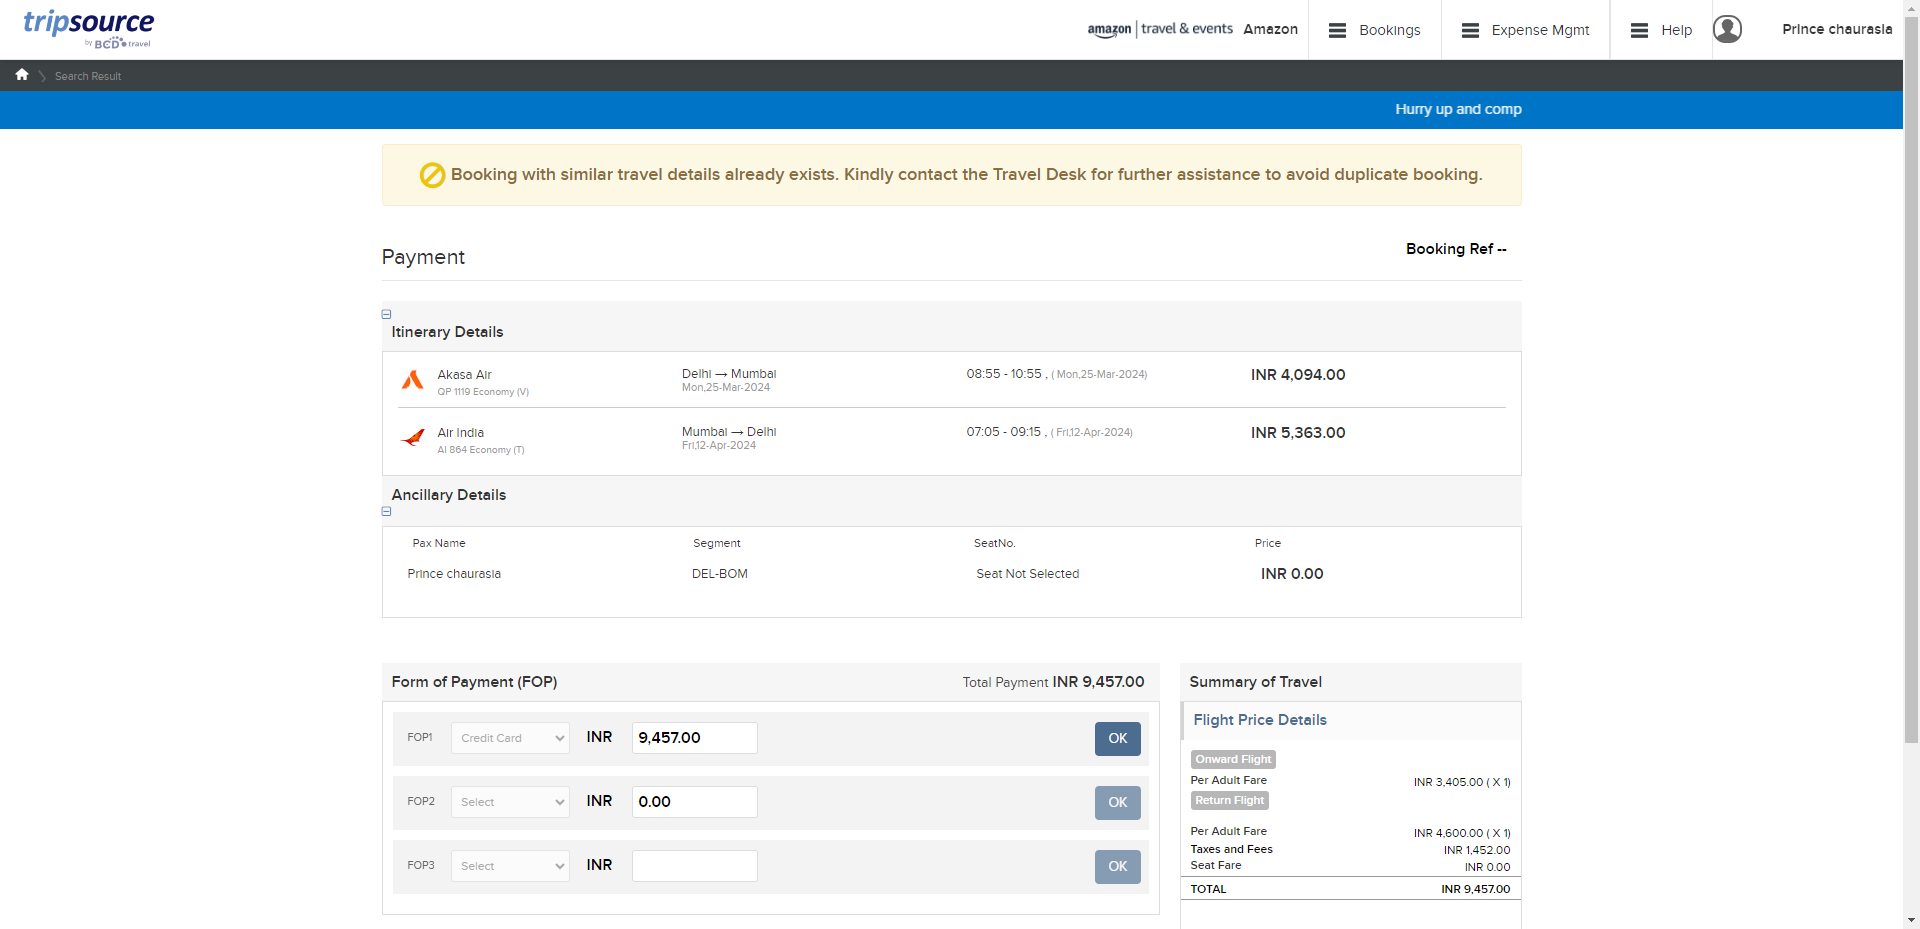 tripsource
by BCD travel
amazon | travel & events Amazon
Bookings
Expense Mgmt
Help
Prince chaurasia
Search Result
Hurry up and comp
Booking with similar travel details already exists. Kindly contact the Travel Desk for further assistance to avoid duplicate booking.
Payment
Booking Ref --
Itinerary Details
Akasa Air Delhi → Mumbai 08:55 - 10:55 , ( Mon,25-Mar-2024) INR 4,094.00
QP 1119 Economy (V) Mon,25-Mar-2024
Air India Mumbai → Delhi 07:05 - 09:15 , ( Fri,12-Apr-2024) INR 5,363.00
AI 864 Economy (T) Fri,12-Apr-2024
Ancillary Details
Pax Name Segment SeatNo. Price
Prince chaurasia DEL-BOM Seat Not Selected INR 0.00
Form of Payment (FOP) Total Payment INR 9,457.00
FOP1 Credit Card INR 9,457.00 OK
FOP2 Select INR 0.00 OK
FOP3 Select INR OK
Summary of Travel
Flight Price Details
Onward Flight
Per Adult Fare INR 3,405.00 ( X 1)
Return Flight
Per Adult Fare INR 4,600.00 ( X 1)
Taxes and Fees INR 1,452.00
Seat Fare INR 0.00
TOTAL INR 9,457.00